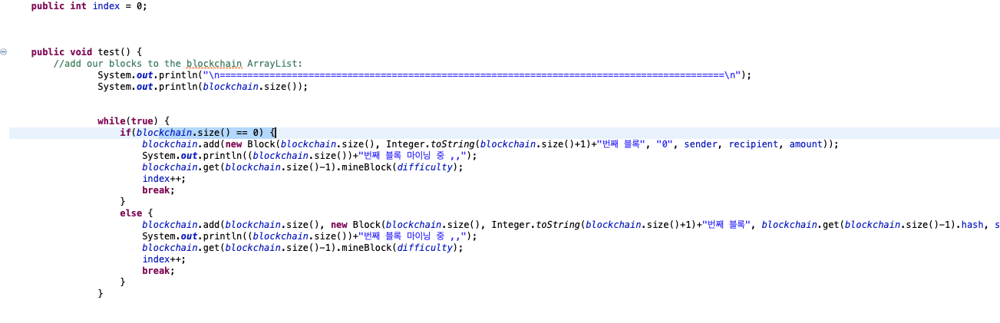 public int index = 0;
public void test() {
//add our blocks to the blockchain ArrayList:
System.out.println("\n===========================================================================================\n");
System.out.println(blockchain.size());
while(true) {
if(blockchain.size() == 0) {
blockchain.add(new Block(blockchain.size(), Integer.toString(blockchain.size()+1)+"번째 블록", "0", sender, recipient, amount));
System.out.println((blockchain.size())+"번째 블록 마이닝 중 ,,");
blockchain.get(blockchain.size()-1).mineBlock(difficulty);
index++;
break;
}
else {
blockchain.add(blockchain.size(), new Block(blockchain.size(), Integer.toString(blockchain.size()+1)+"번째 블록", blockchain.get(blockchain.size()-1).hash, s
System.out.println((blockchain.size())+"번째 블록 마이닝 중 ,,");
blockchain.get(blockchain.size()-1).mineBlock(difficulty);
index++;
break;
}
}